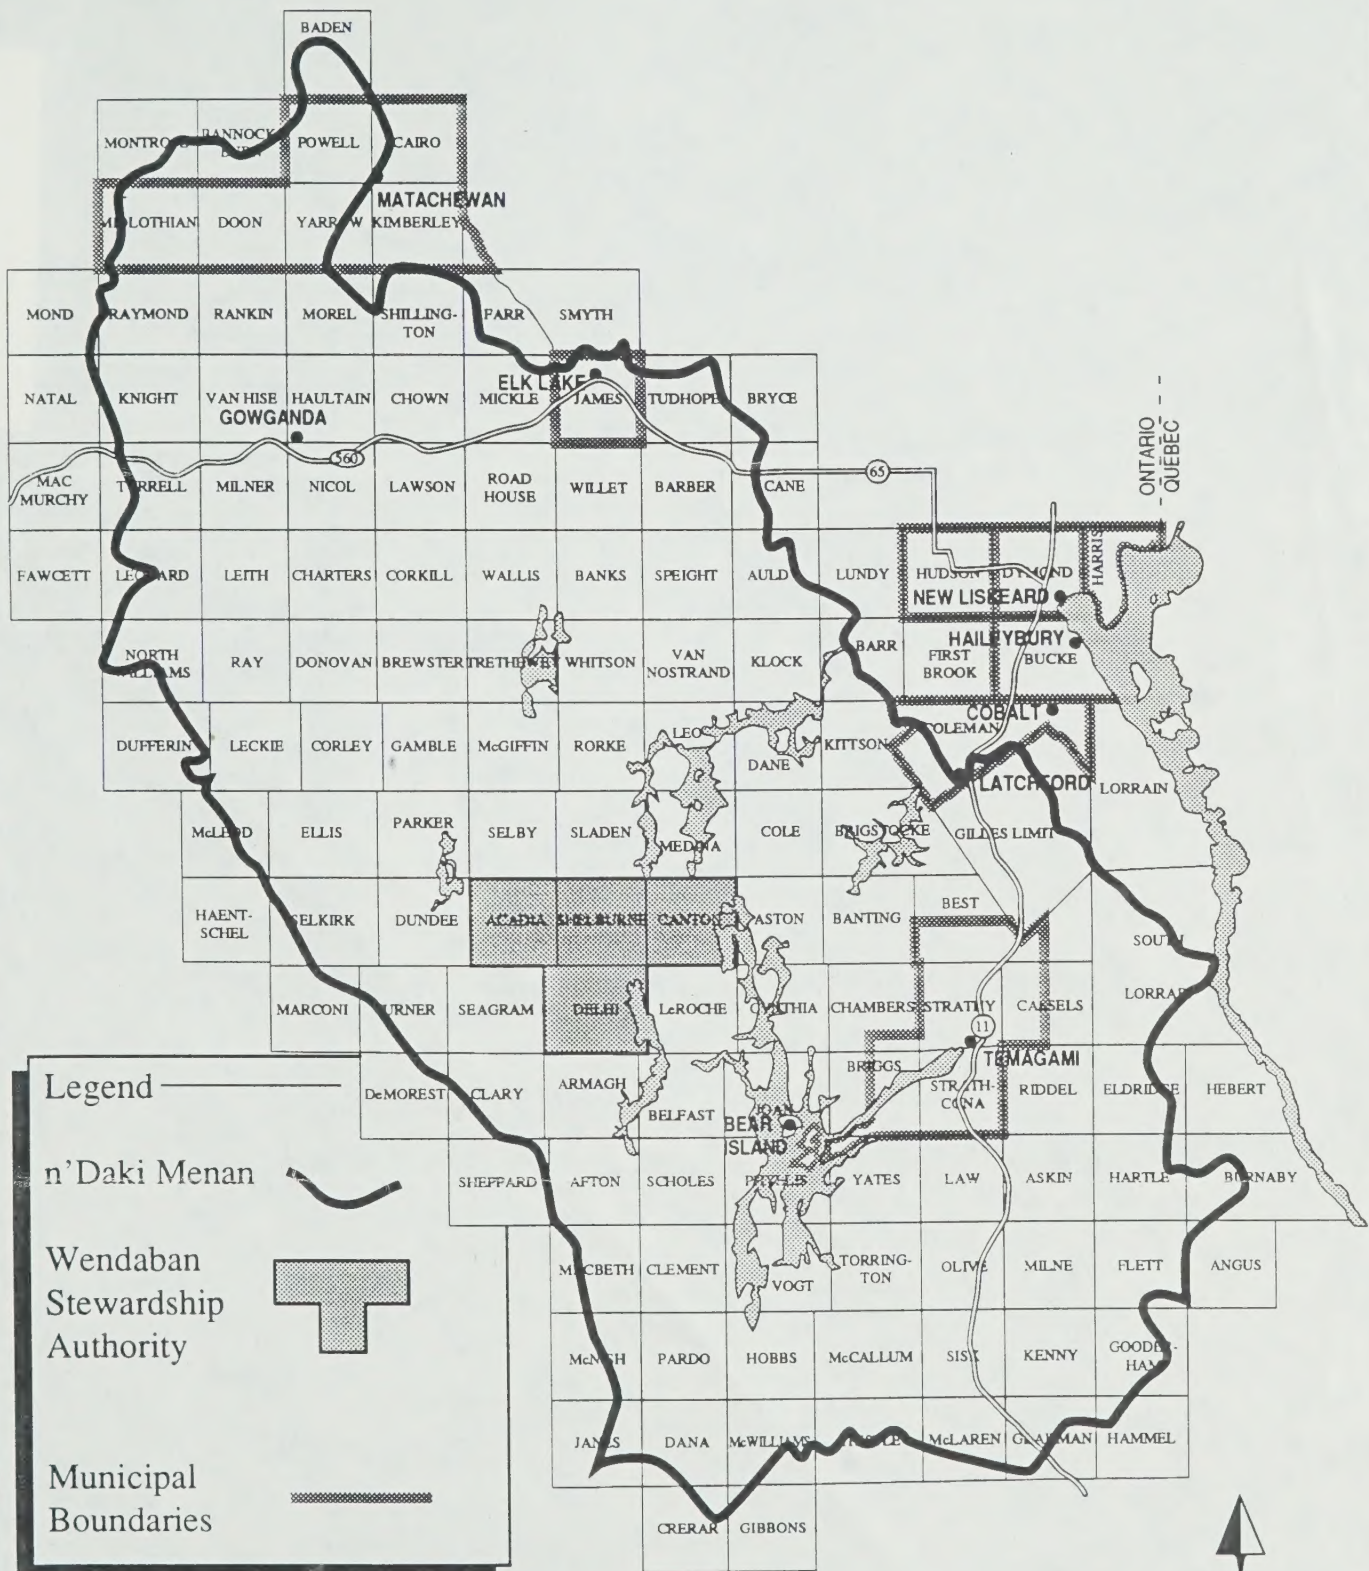 BADEN
MONTROSE
BANNOCK-
BURN
POWELL
CAIRO
MATACHEWAN
MIDLOTHIAN
DOON
YARROW
KIMBERLEY
MOND
RAYMOND
RANKIN
MOREL
SHILLING-
TON
FARR
SMYTH
ELK LAKE
NATAL
KNIGHT
VAN HISE
HAULTAIN
CHOWN
MICKLE
JAMES
TUDHOPE
BRYCE
GOWGANDA
560
65
ONTARIO
QUEBEC
MAC
MURCHY
TYRRELL
MILNER
NICOL
LAWSON
ROAD
HOUSE
WILLET
BARBER
CANE
FAWCETT
LEONARD
LEITH
CHARTERS
CORKILL
WALLIS
BANKS
SPEIGHT
AULD
LUNDY
HUDSON
DYMOND
HARRIS
NEW LISKEARD
HAILEYBURY
NORTH
WILLIAMS
RAY
DONOVAN
BREWSTER
TRETHEWEY
WHITSON
VAN
NOSTRAND
KLOCK
BARR
FIRST
BROOK
BUCKE
COBALT
DUFFERIN
LECKIE
CORLEY
GAMBLE
McGIFFIN
RORKE
LEO
DANE
KITTSON
COLEMAN
LATCHFORD
LORRAIN
McLEOD
ELLIS
PARKER
SELBY
SLADEN
MEDINA
COLE
BRIGSTOCKE
GILLES LIMIT
HAENT-
SCHEL
SELKIRK
DUNDEE
ACADIA
SHELBURNE
CANTON
ASTON
BANTING
BEST
SOUTH
LORRAIN
MARCONI
TURNER
SEAGRAM
DELHI
LeROCHE
CYNTHIA
CHAMBERS
STRATHY
CASSELS
11
TEMAGAMI
DeMOREST
CLARY
ARMAGH
BELFAST
JOAN
BRIGGS
STRATH-
CONA
RIDDEL
ELDRIDGE
HEBERT
BEAR
ISLAND
SHEPPARD
AFTON
SCHOLES
PHYLLIS
YATES
LAW
ASKIN
HARTLE
BURNABY
MACBETH
CLEMENT
VOGT
TORRING-
TON
OLIVE
MILNE
FLETT
ANGUS
McNISH
PARDO
HOBBS
McCALLUM
SISK
KENNY
GOODER-
HAM
JANES
DANA
McWILLIAMS
McLAREN
GLADMAN
HAMMEL
CRERAR
GIBBONS
Legend
n'Daki Menan
Wendaban
Stewardship
Authority
Municipal
Boundaries